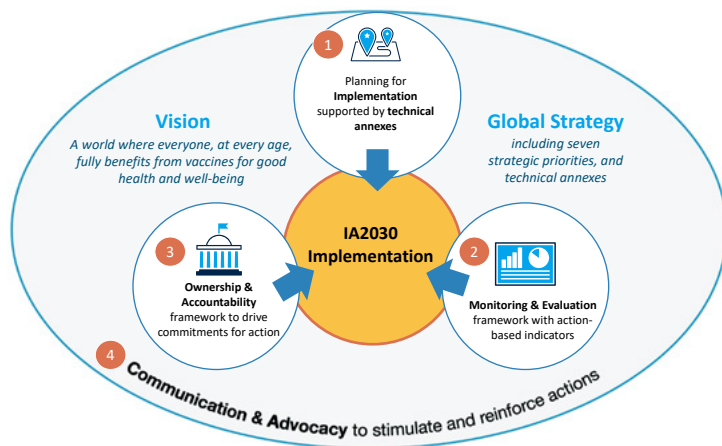 1
Planning for
Implementation
supported by technical
annexes
Vision
A world where everyone, at every age,
fully benefits from vaccines for good
health and well-being
Global Strategy
including seven
strategic priorities, and
technical annexes
IA2030
Implementation
3
Ownership &
Accountability
framework to drive
commitments for action
2
Monitoring & Evaluation
framework with action-
based indicators
4
Communication & Advocacy to stimulate and reinforce actions